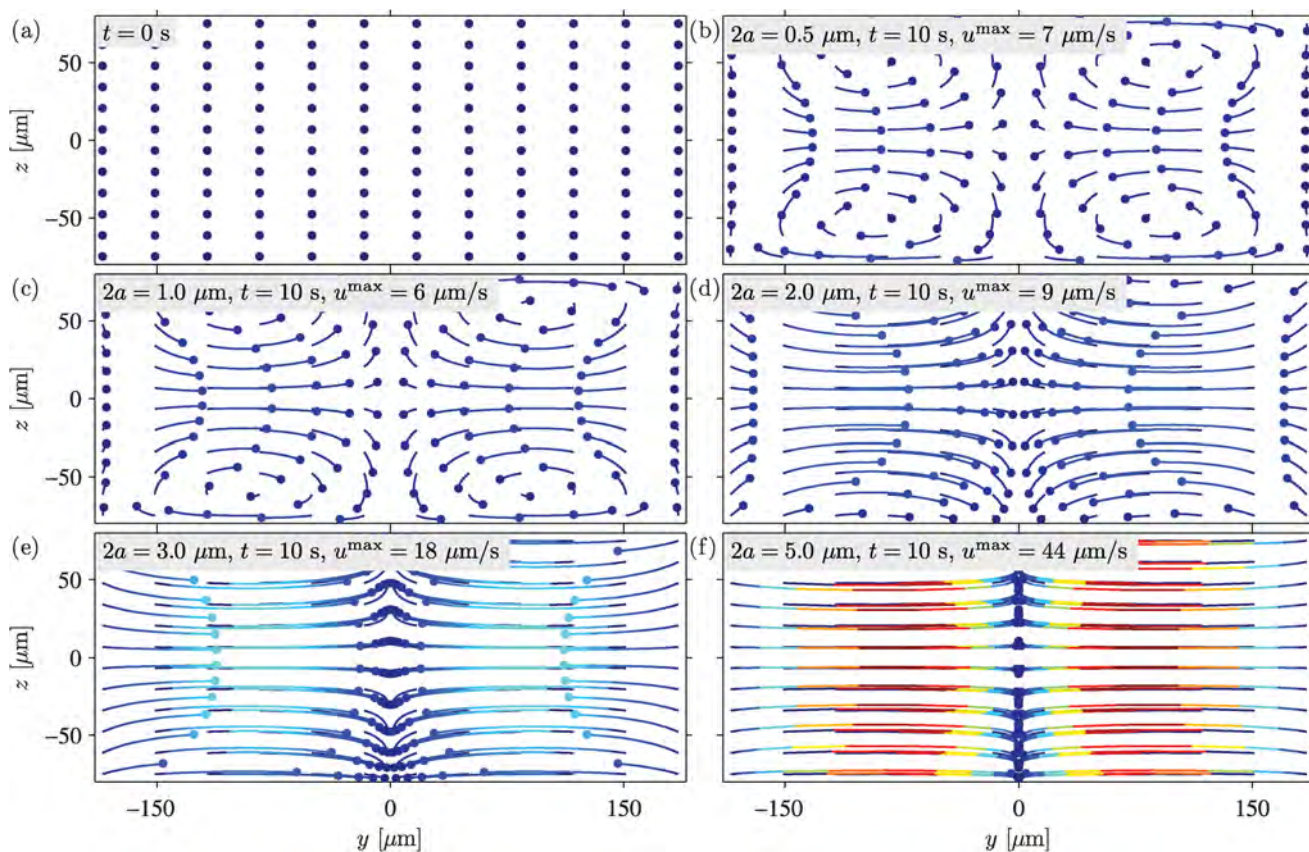 (a) t = 0 s
(b) 2a = 0.5 μm, t = 10 s, u^max = 7 μm/s
50
0
−50
z [μm]
(c) 2a = 1.0 μm, t = 10 s, u^max = 6 μm/s
(d) 2a = 2.0 μm, t = 10 s, u^max = 9 μm/s
50
0
−50
z [μm]
(e) 2a = 3.0 μm, t = 10 s, u^max = 18 μm/s
(f) 2a = 5.0 μm, t = 10 s, u^max = 44 μm/s
50
0
−50
z [μm]
−150 0 150
−150 0 150
y [μm]
y [μm]